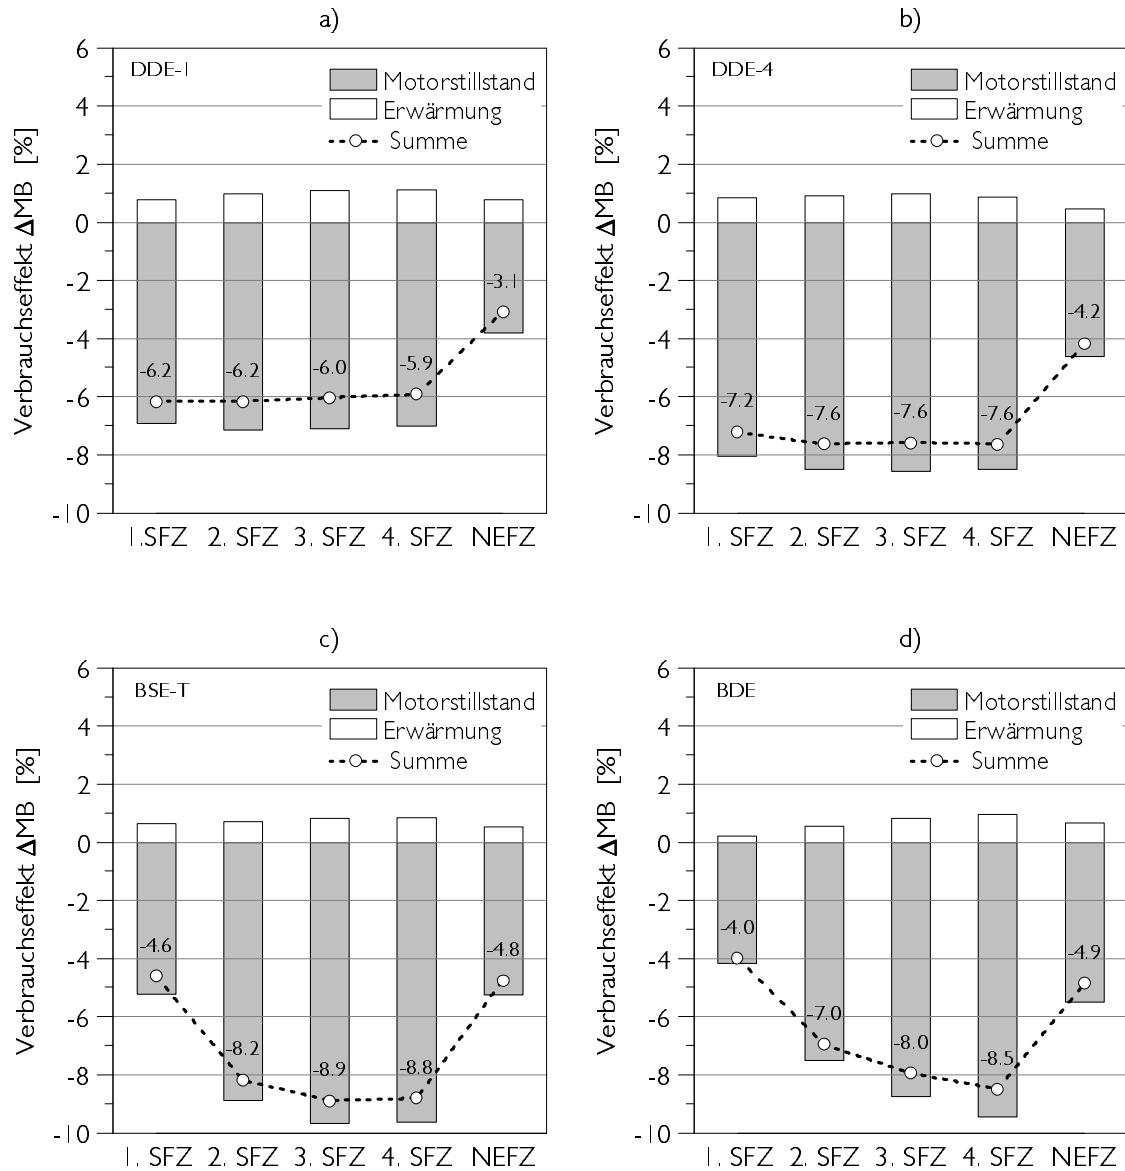 a)
6
4
2
0
-2
-4
-6
-8
-10
Verbrauchseffekt ΔMB [%]
DDE-1
Motorstillstand
Erwärmung
Summe
-6.2
-6.2
-6.0
-5.9
-3.1
1.SFZ
2. SFZ
3. SFZ
4. SFZ
NEFZ
b)
6
4
2
0
-2
-4
-6
-8
-10
Verbrauchseffekt ΔMB [%]
DDE-4
Motorstillstand
Erwärmung
Summe
-7.2
-7.6
-7.6
-7.6
-4.2
1. SFZ
2. SFZ
3. SFZ
4. SFZ
NEFZ
c)
6
4
2
0
-2
-4
-6
-8
-10
Verbrauchseffekt ΔMB [%]
BSE-T
Motorstillstand
Erwärmung
Summe
-4.6
-8.2
-8.9
-8.8
-4.8
1. SFZ
2. SFZ
3. SFZ
4. SFZ
NEFZ
d)
6
4
2
0
-2
-4
-6
-8
-10
Verbrauchseffekt ΔMB [%]
BDE
Motorstillstand
Erwärmung
Summe
-4.0
-7.0
-8.0
-8.5
-4.9
1. SFZ
2. SFZ
3. SFZ
4. SFZ
NEFZ